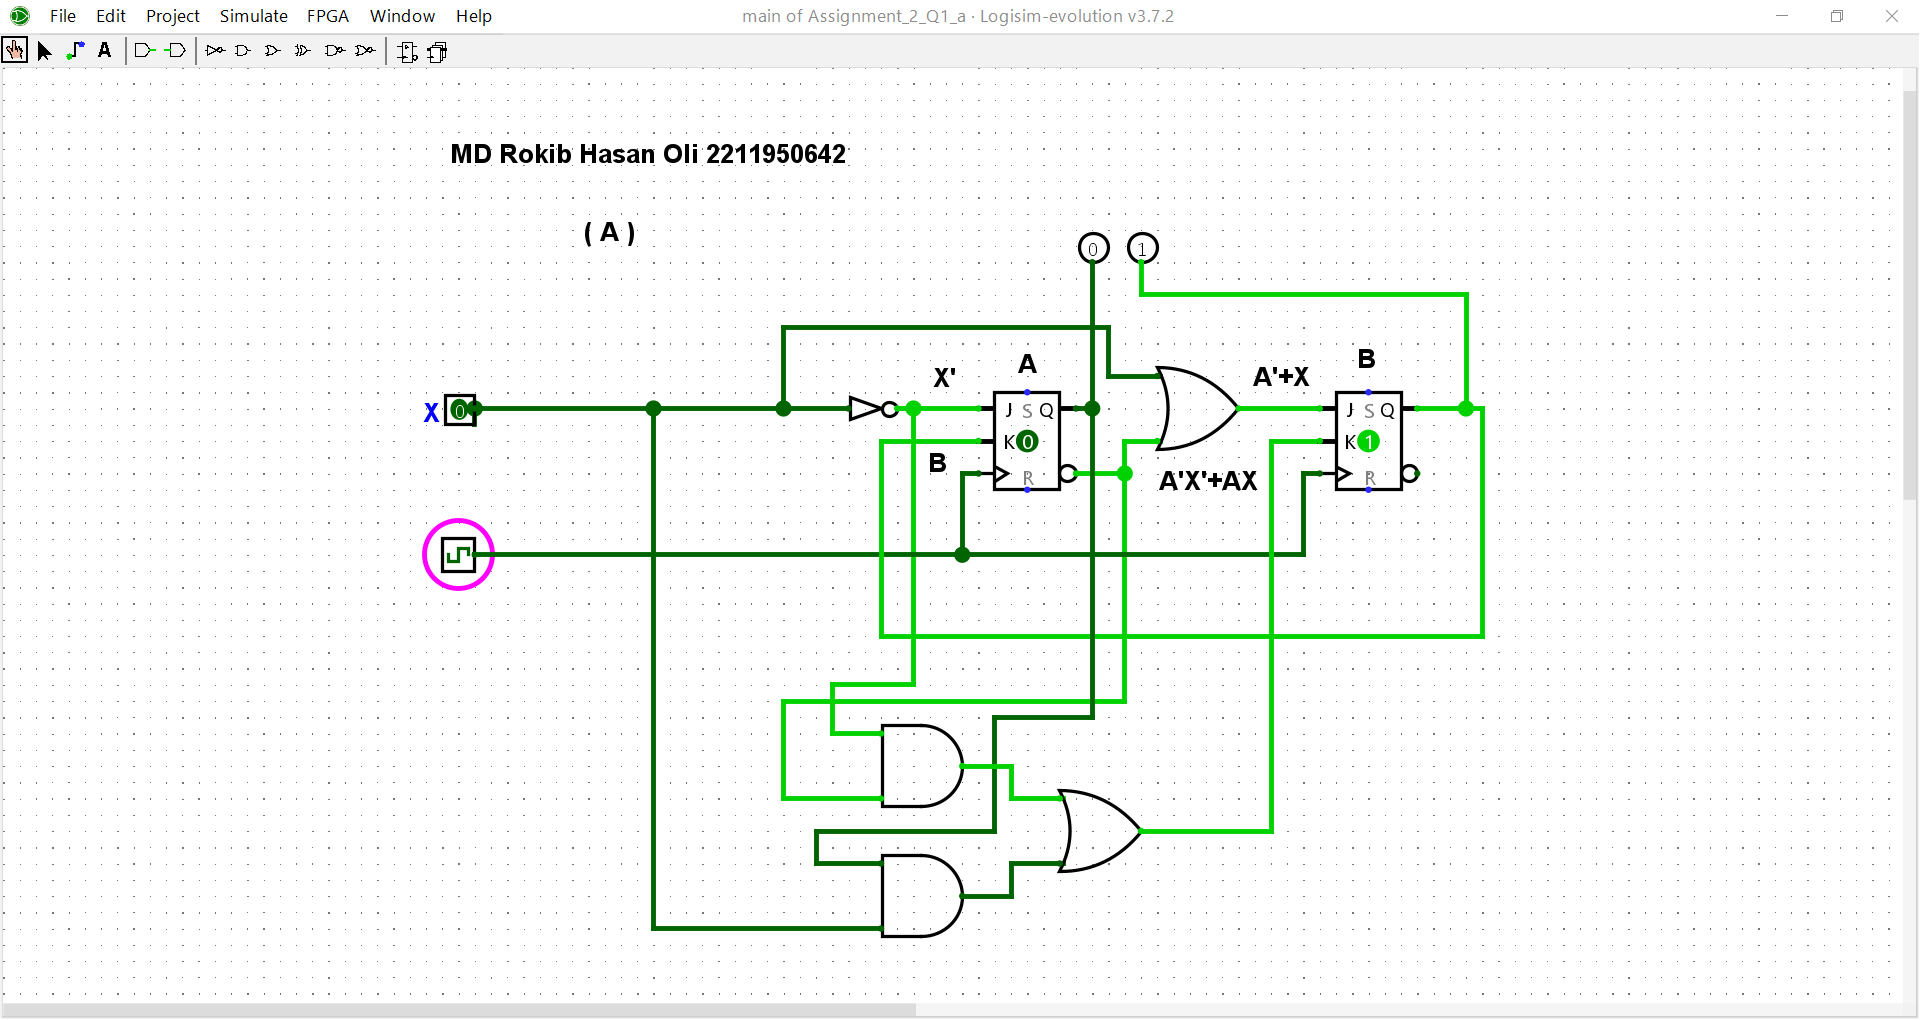 File Edit Project Simulate FPGA Window Help
main of Assignment_2_Q1_a · Logisim-evolution v3.7.2
A
MD Rokib Hasan Oli 2211950642
( A )
0 1
X 0
X'
A
J S Q
K 0
R
B
A'+X
A'X'+AX
B
J S Q
K 1
R